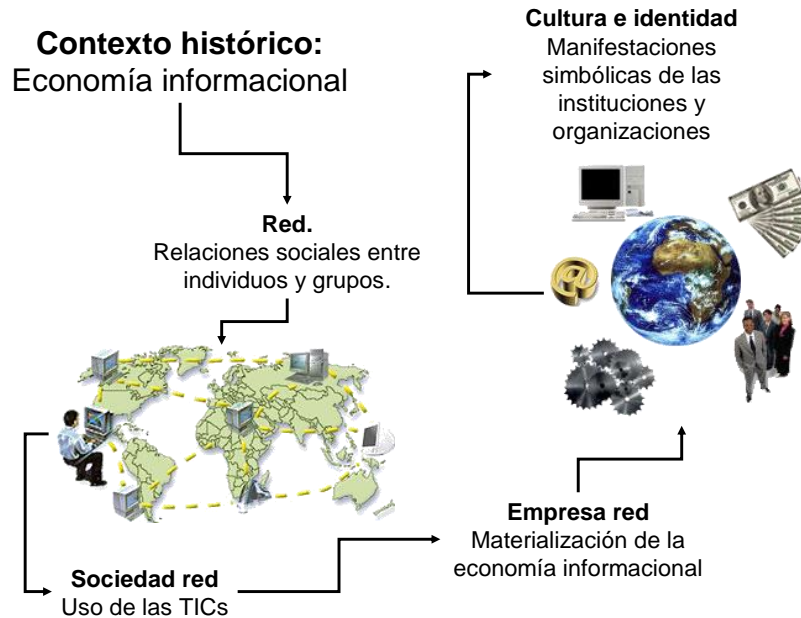 Contexto histórico:
Economía informacional
Red.
Relaciones sociales entre
individuos y grupos.
Sociedad red
Uso de las TICs
Empresa red
Materialización de la
economía informacional
Cultura e identidad
Manifestaciones
simbólicas de las
instituciones y
organizaciones
@